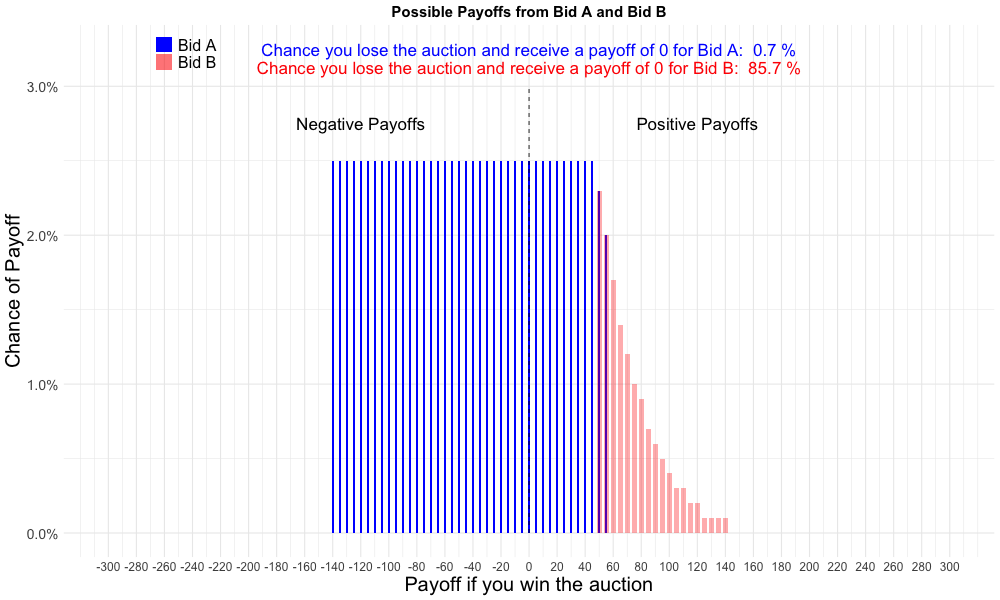 Possible Payoffs from Bid A and Bid B
Bid A
Bid B
Chance you lose the auction and receive a payoff of 0 for Bid A: 0.7 %
Chance you lose the auction and receive a payoff of 0 for Bid B: 85.7 %
Negative Payoffs
Positive Payoffs
Chance of Payoff
3.0%
2.0%
1.0%
0.0%
-300 -280 -260 -240 -220 -200 -180 -160 -140 -120 -100 -80 -60 -40 -20 0 20 40 60 80 100 120 140 160 180 200 220 240 260 280 300
Payoff if you win the auction